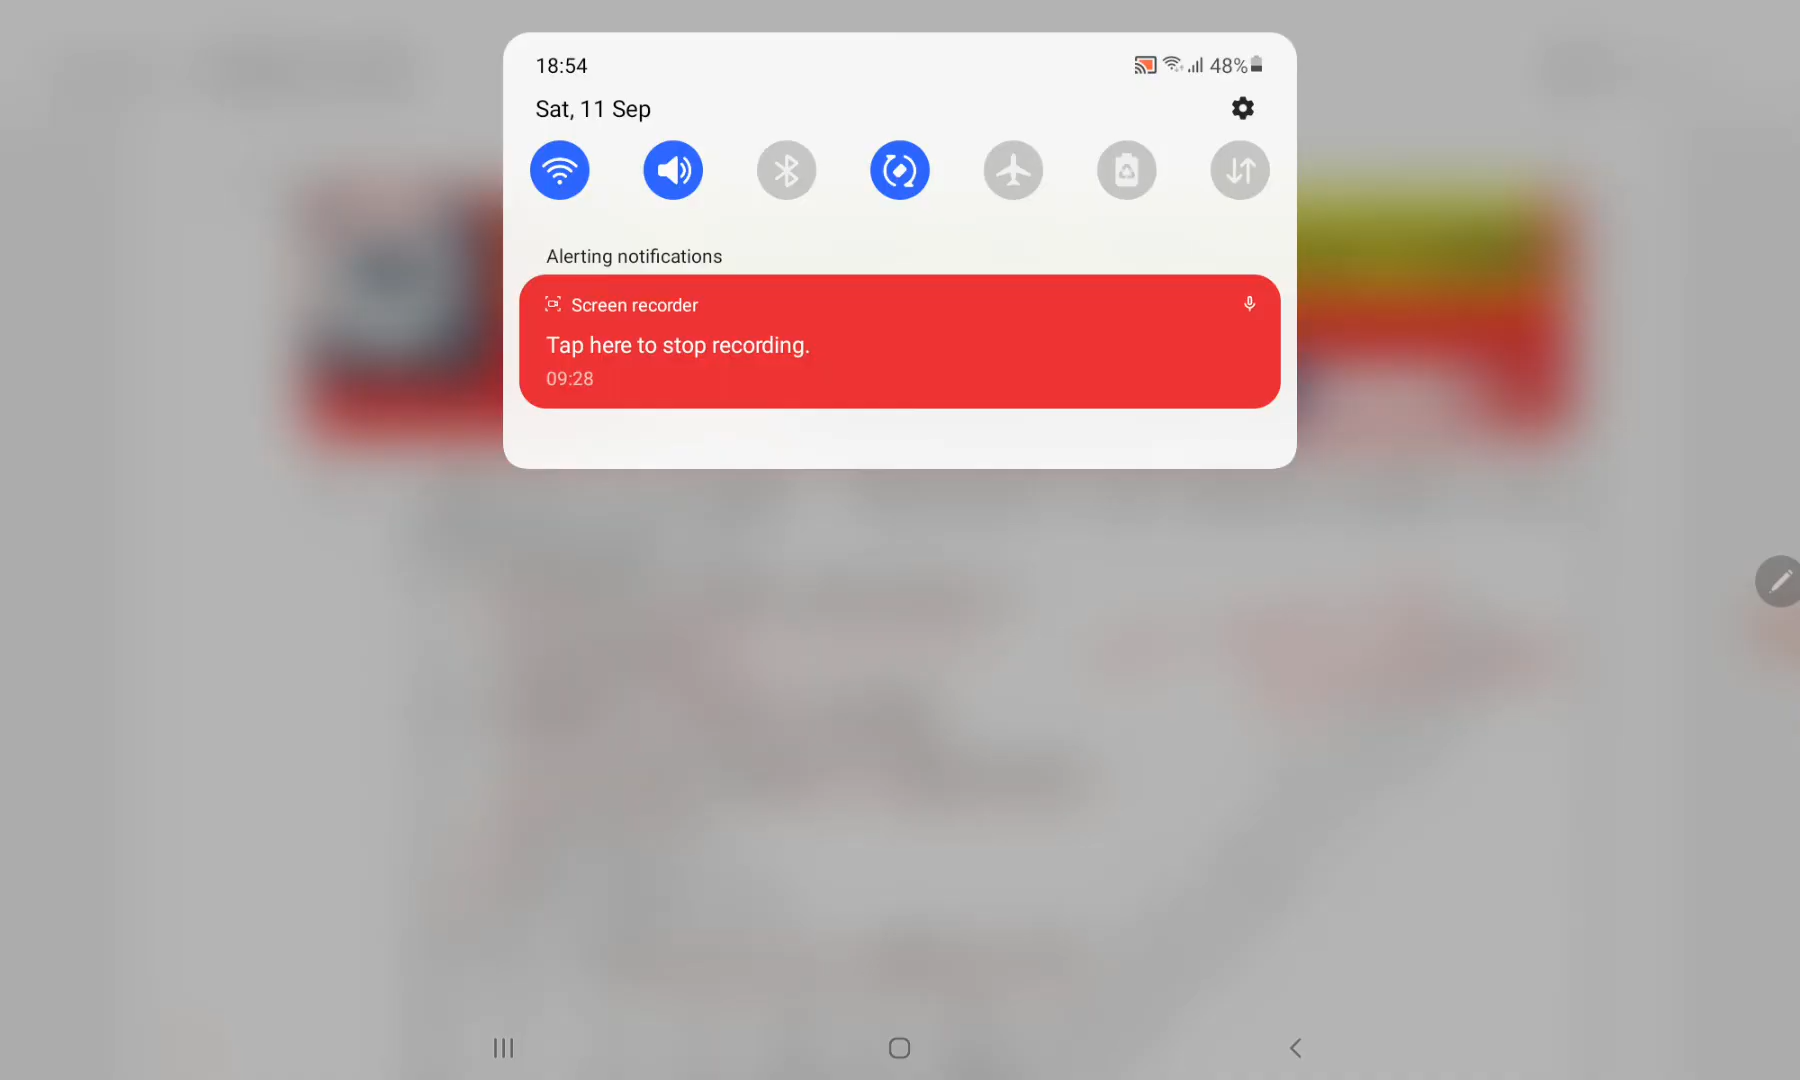 18:54
48%
Sat, 11 Sep
Alerting notifications
Screen recorder
Tap here to stop recording.
09:28